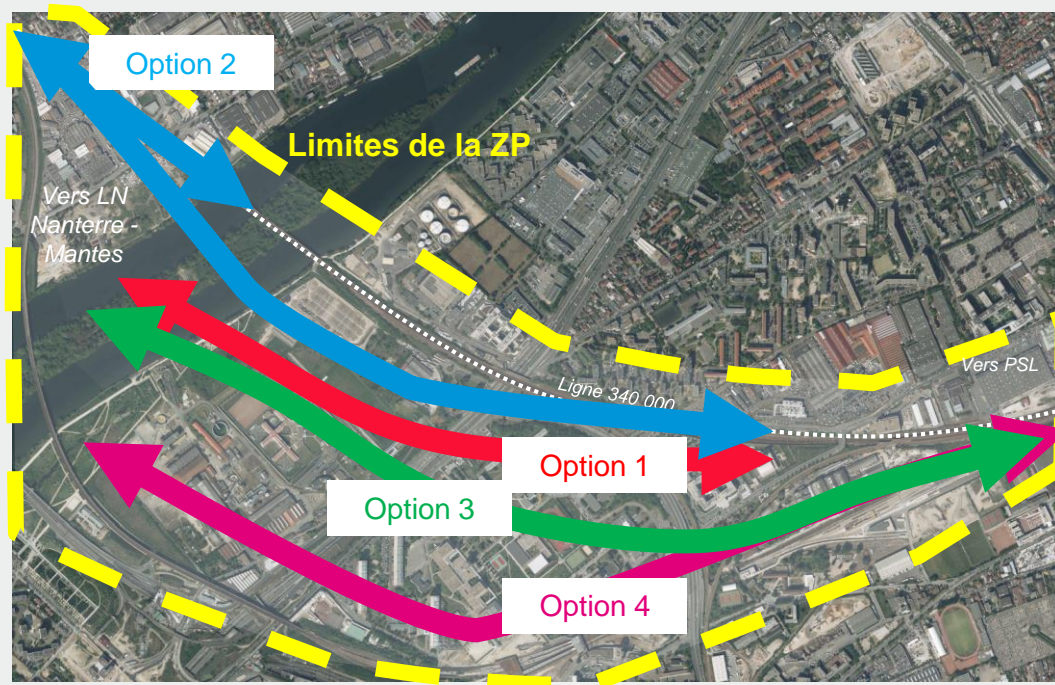 Option 2
Limites de la ZP
Vers LN
Nanterre -
Mantes
Vers PSL
Ligne 340 000
Option 1
Option 3
Option 4